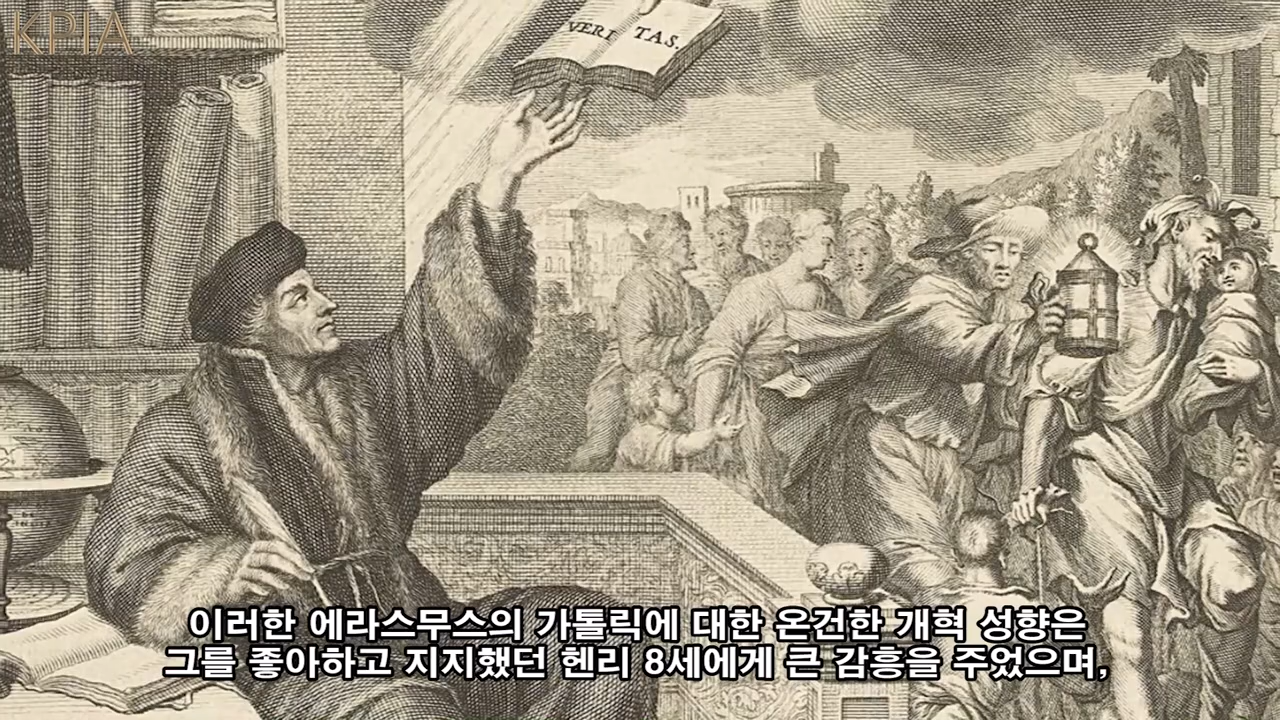 KPIA
VERI TAS.
이러한 에라스무스의 가톨릭에 대한 온건한 개혁 성향은
그를 좋아하고 지지했던 헨리 8세에게 큰 감흥을 주었으며,